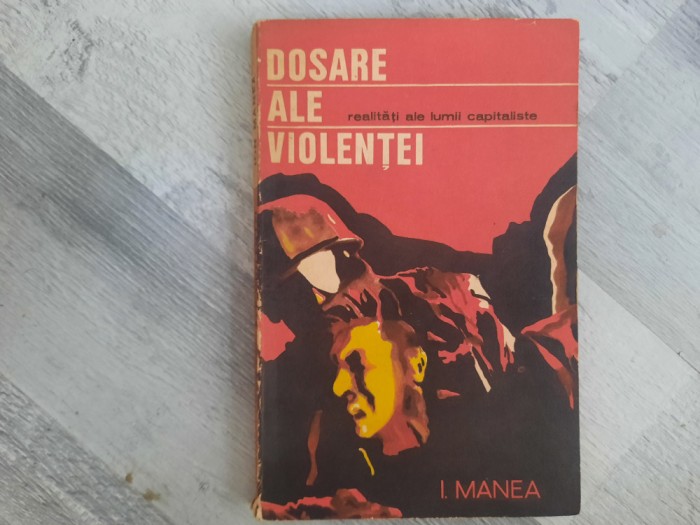 DOSARE
ALE realități ale lumii capitaliste
VIOLENȚEI
I. MANEA